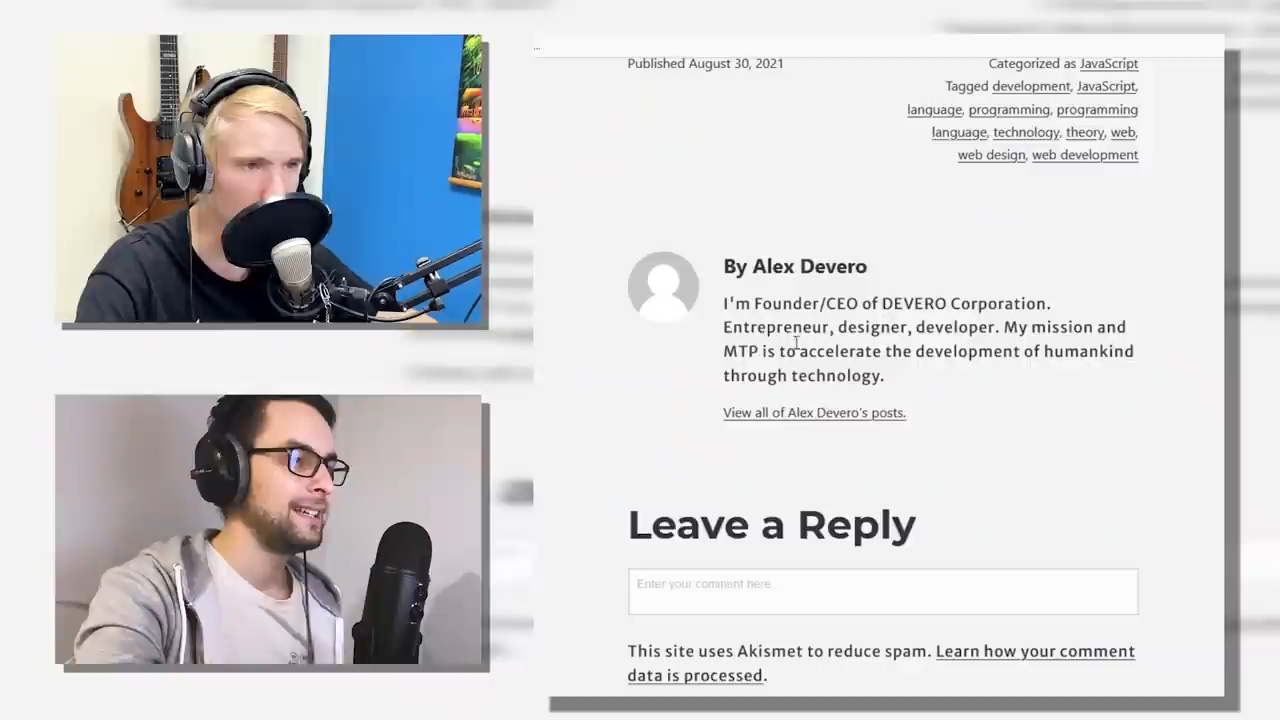 ...
Published August 30, 2021
Categorized as JavaScript
Tagged development, JavaScript,
language, programming, programming
language, technology, theory, web,
web design, web development
By Alex Devero
I'm Founder/CEO of DEVERO Corporation.
Entrepreneur, designer, developer. My mission and
MTP is to accelerate the development of humankind
through technology.
View all of Alex Devero's posts.
Leave a Reply
Enter your comment here
This site uses Akismet to reduce spam. Learn how your comment
data is processed.